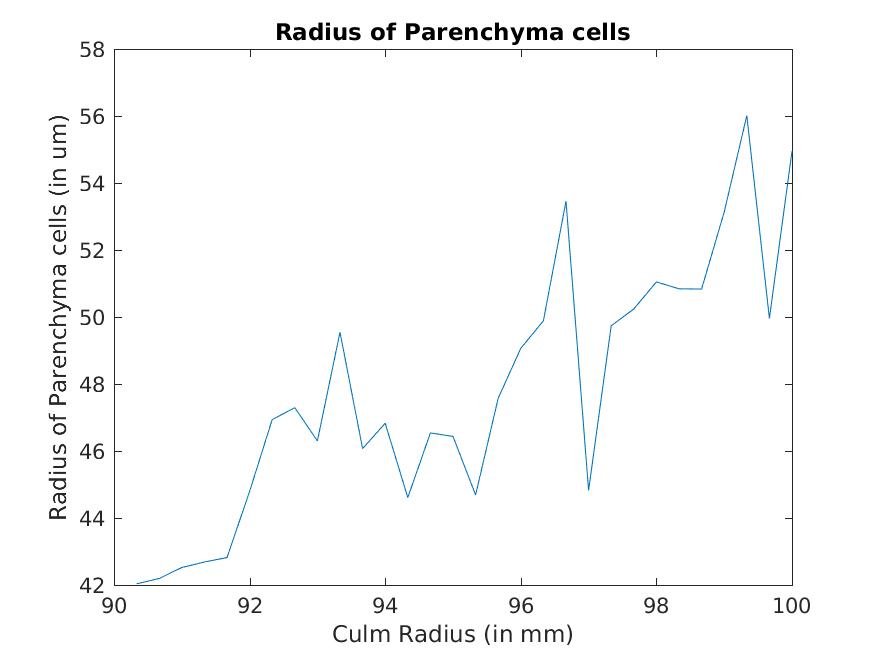 Radius of Parenchyma cells
58
56
54
52
50
48
46
44
42
Radius of Parenchyma cells (in um)
90 92 94 96 98 100
Culm Radius (in mm)